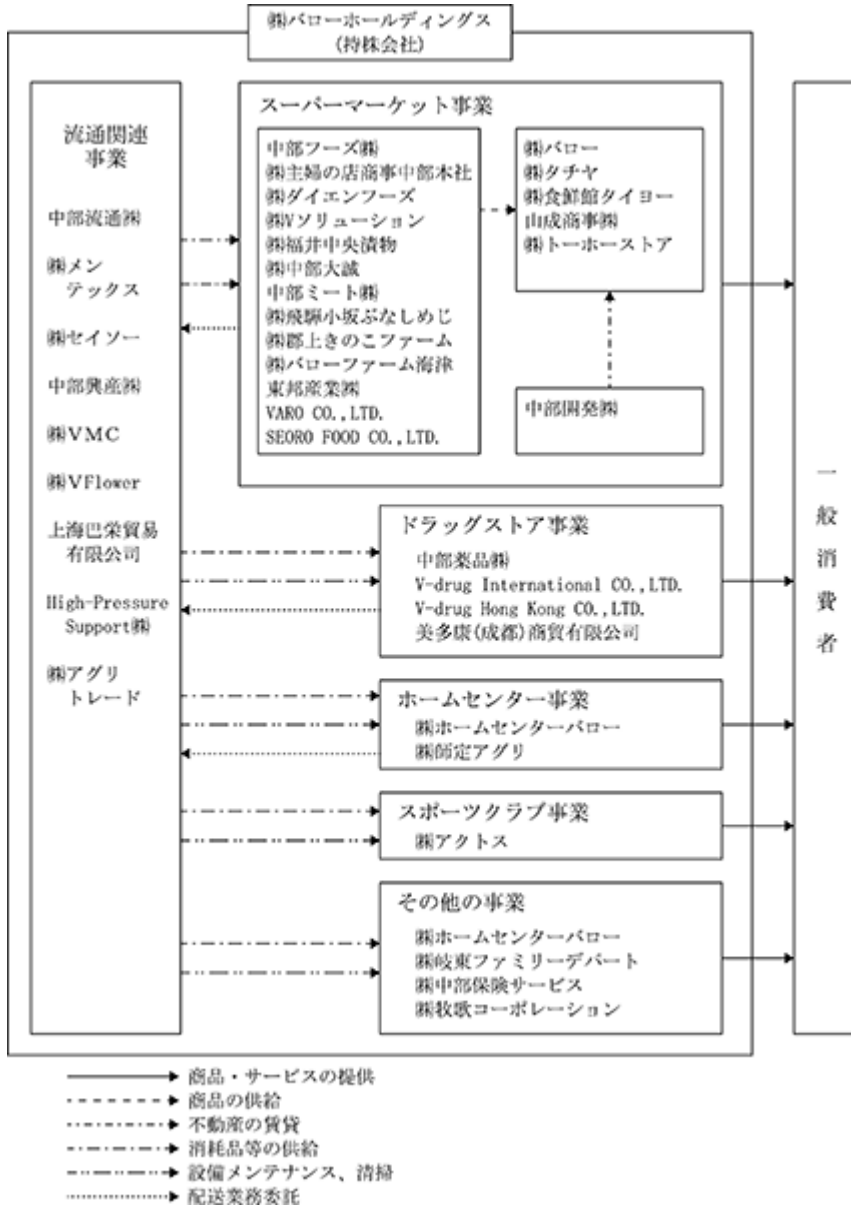 ㈱バローホールディングス
(持株会社)
流通関連
事業
中部流通㈱
㈱メン
テックス
㈱セイソー
中部興産㈱
㈱VMC
㈱VFlower
上海巴栄貿易
有限公司
High-Pressure
Support㈱
㈱アグリ
トレード
スーパーマーケット事業
中部フーズ㈱
㈱主婦の店商事中部本社
㈱ダイエンフーズ
㈱Vソリューション
㈱福井中央漬物
㈱中部大誠
中部ミート㈱
㈱飛騨小坂ぶなしめじ
㈱郡上きのこファーム
㈱バローファーム海津
東邦産業㈱
VARO CO.,LTD.
SEORO FOOD CO.,LTD.
㈱バロー
㈱タチヤ
㈱食鮮館タイヨー
山成商事㈱
㈱トーホーストア
中部開発㈱
ドラッグストア事業
中部薬品㈱
V-drug International CO.,LTD.
V-drug Hong Kong CO.,LTD.
美多康(成都)商貿有限公司
ホームセンター事業
㈱ホームセンターバロー
㈱師定アグリ
スポーツクラブ事業
㈱アクトス
その他の事業
㈱ホームセンターバロー
㈱岐東ファミリーデパート
㈱中部保険サービス
㈱牧歌コーポレーション
一般消費者
商品・サービスの提供
商品の供給
不動産の賃貸
消耗品等の供給
設備メンテナンス、清掃
配送業務委託